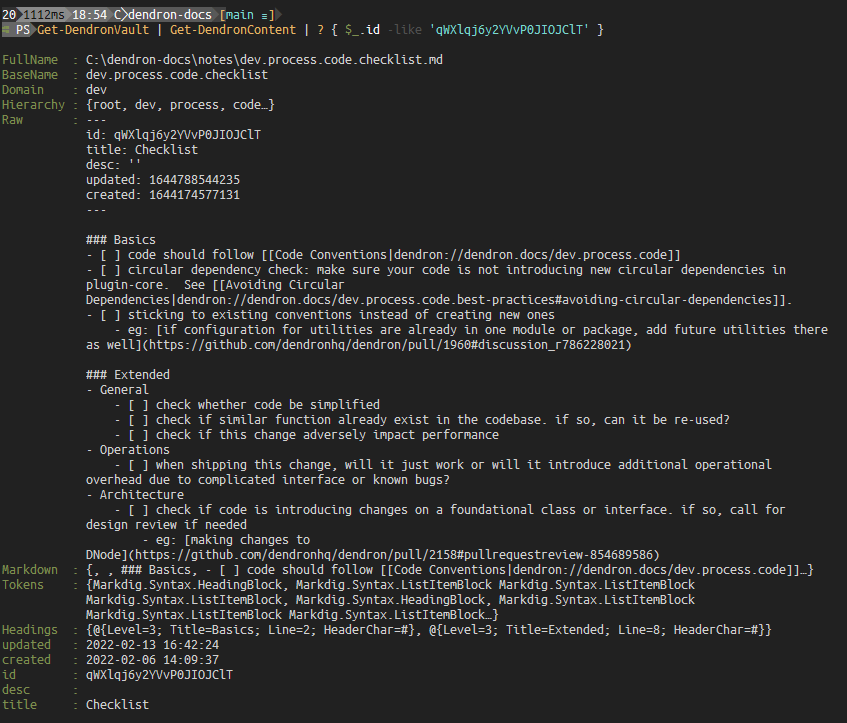 20 1112ms 18:54 C dendron-docs [main ≡]
PS Get-DendronVault | Get-DendronContent | ? { $_.id -like 'qWXlqj6y2YVvP0JIOJClT' }
FullName : C:\dendron-docs\notes\dev.process.code.checklist.md
BaseName : dev.process.code.checklist
Domain : dev
Hierarchy : {root, dev, process, code…}
Raw : ---
id: qWXlqj6y2YVvP0JIOJClT
title: Checklist
desc: ''
updated: 1644788544235
created: 1644174577131
---
### Basics
- [ ] code should follow [[Code Conventions|dendron://dendron.docs/dev.process.code]]
- [ ] circular dependency check: make sure your code is not introducing new circular dependencies in
plugin-core.  See [[Avoiding Circular
Dependencies|dendron://dendron.docs/dev.process.code.best-practices#avoiding-circular-dependencies]].
- [ ] sticking to existing conventions instead of creating new ones
- eg: [if configuration for utilities are already in one module or package, add future utilities there
as well](https://github.com/dendronhq/dendron/pull/1960#discussion_r786228021)
### Extended
- General
- [ ] check whether code be simplified
- [ ] check if similar function already exist in the codebase. if so, can it be re-used?
- [ ] check if this change adversely impact performance
- Operations
- [ ] when shipping this change, will it just work or will it introduce additional operational
overhead due to complicated interface or known bugs?
- Architecture
- [ ] check if code is introducing changes on a foundational class or interface. if so, call for
design review if needed
- eg: [making changes to
DNode](https://github.com/dendronhq/dendron/pull/2158#pullrequestreview-854689586)
Markdown : {, , ### Basics, - [ ] code should follow [[Code Conventions|dendron://dendron.docs/dev.process.code]]…}
Tokens : {Markdig.Syntax.HeadingBlock, Markdig.Syntax.ListItemBlock Markdig.Syntax.ListItemBlock
Markdig.Syntax.ListItemBlock, Markdig.Syntax.HeadingBlock, Markdig.Syntax.ListItemBlock
Markdig.Syntax.ListItemBlock Markdig.Syntax.ListItemBlock…}
Headings : {@{Level=3; Title=Basics; Line=2; HeaderChar=#}, @{Level=3; Title=Extended; Line=8; HeaderChar=#}}
updated : 2022-02-13 16:42:24
created : 2022-02-06 14:09:37
id : qWXlqj6y2YVvP0JIOJClT
desc :
title : Checklist